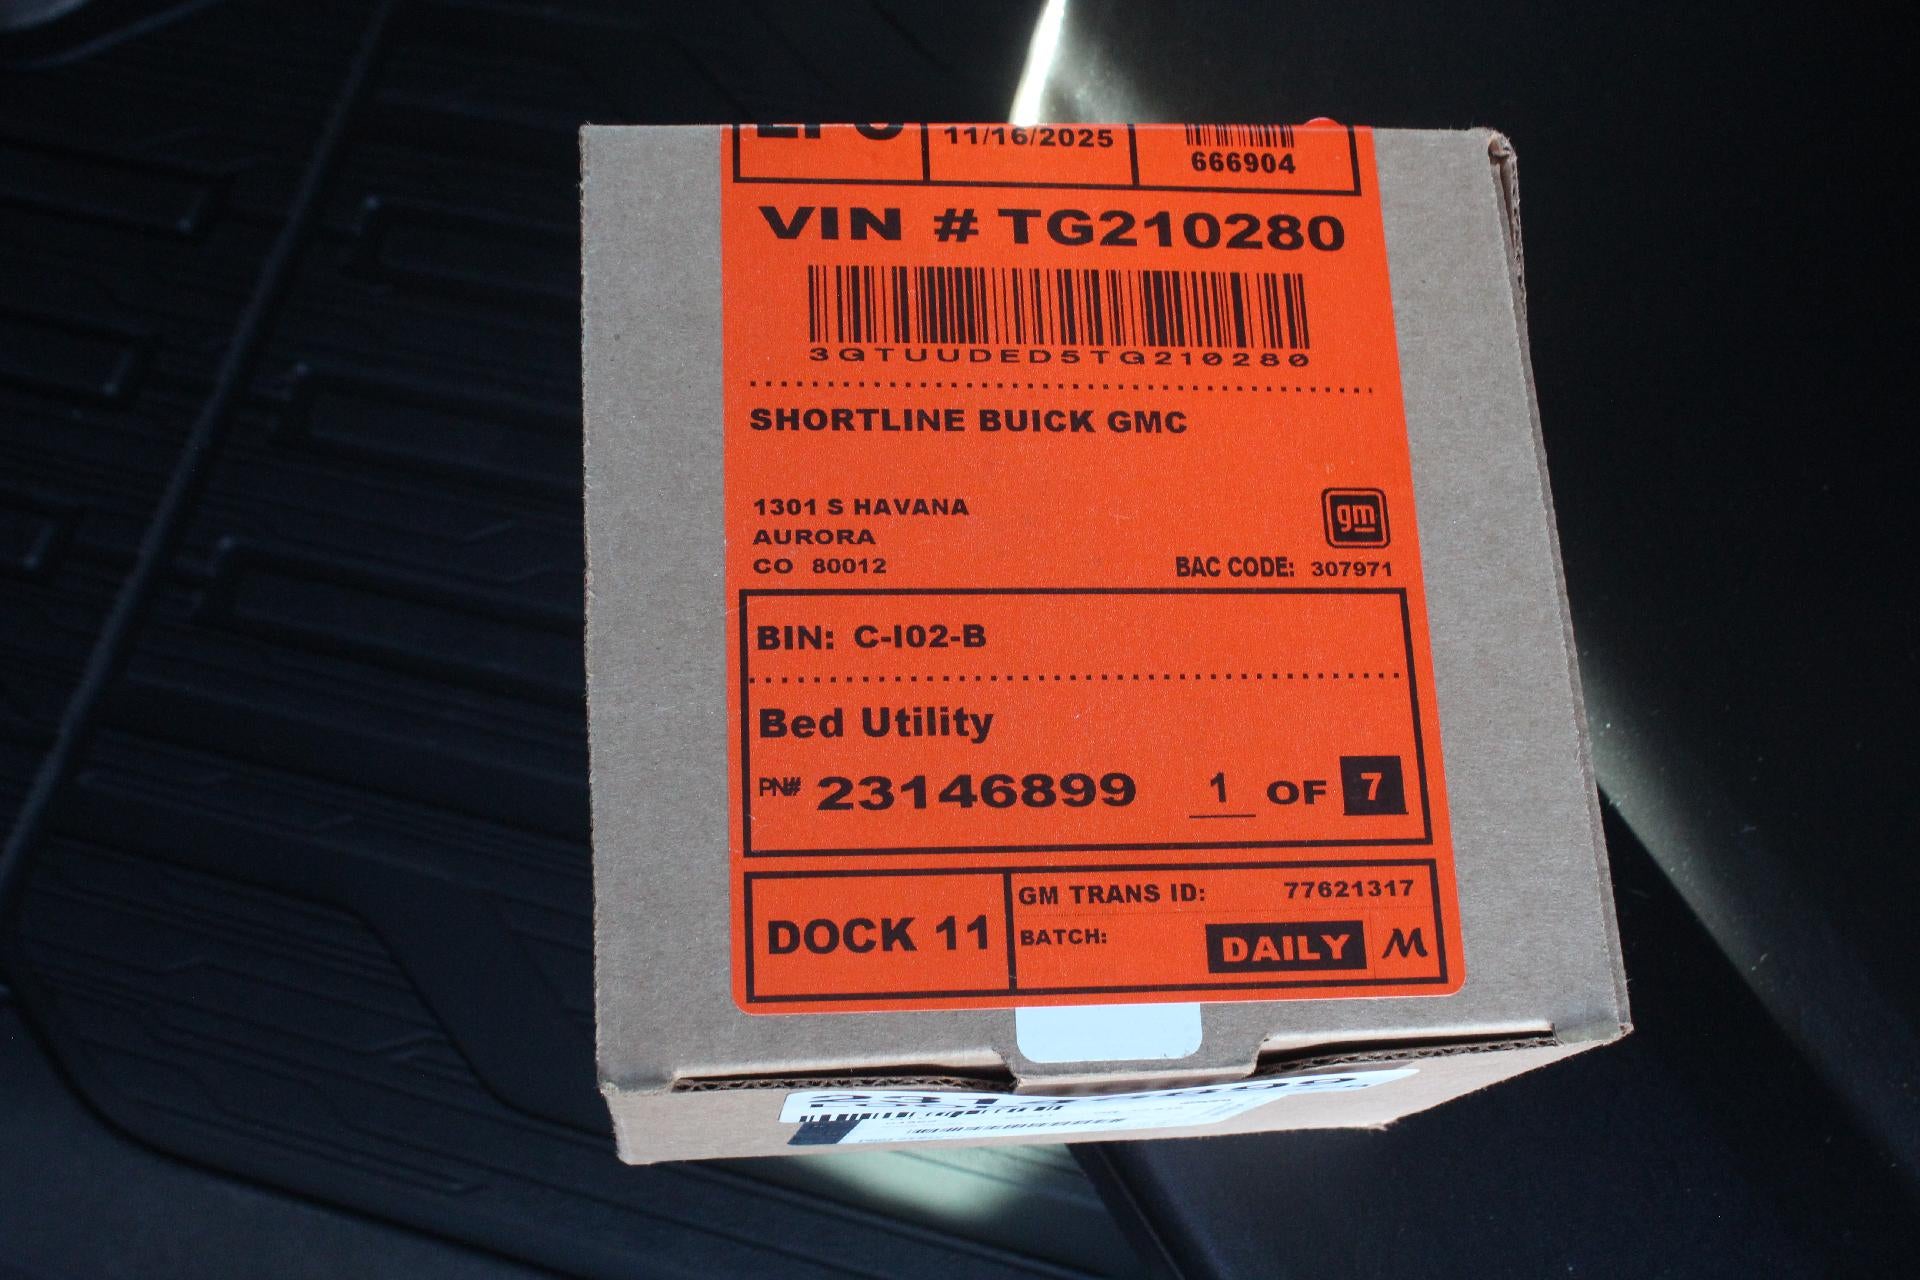 11/16/2025
666904
VIN # TG210280
3GTUUDED5TG210280
SHORTLINE BUICK GMC
1301 S HAVANA
AURORA
CO 80012
gm
BAC CODE: 307971
BIN: C-I02-B
Bed Utility
PN# 23146899 1 OF 7
DOCK 11
GM TRANS ID: 77621317
BATCH: DAILY M